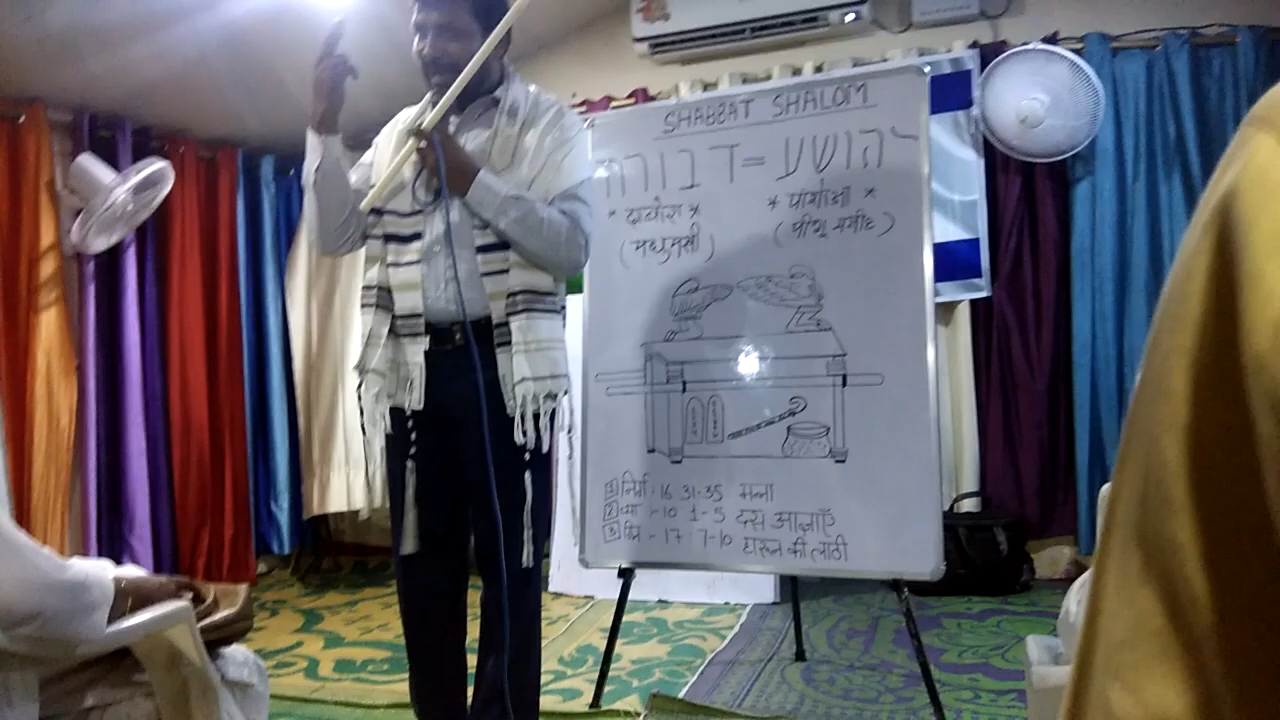 SHABBAT SHALOM
דבורה = יהושע
* दाबोरा * * यहोशुआ *
(मधुमक्खी) (यीशू मसीह)
1 निर्ग :- 16 31-35 मन्ना
2 व्या :- 10 1-5 दस आज्ञाएँ
3 गिन :- 17 7-10 हारून की लाठी